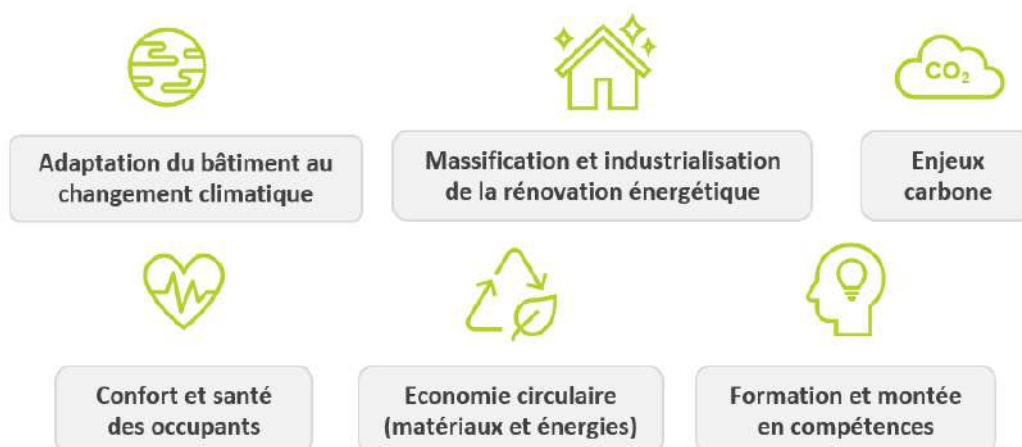 CO₂
Adaptation du bâtiment au
changement climatique
Massification et industrialisation
de la rénovation énergétique
Enjeux
carbone
Confort et santé
des occupants
Economie circulaire
(matériaux et énergies)
Formation et montée
en compétences